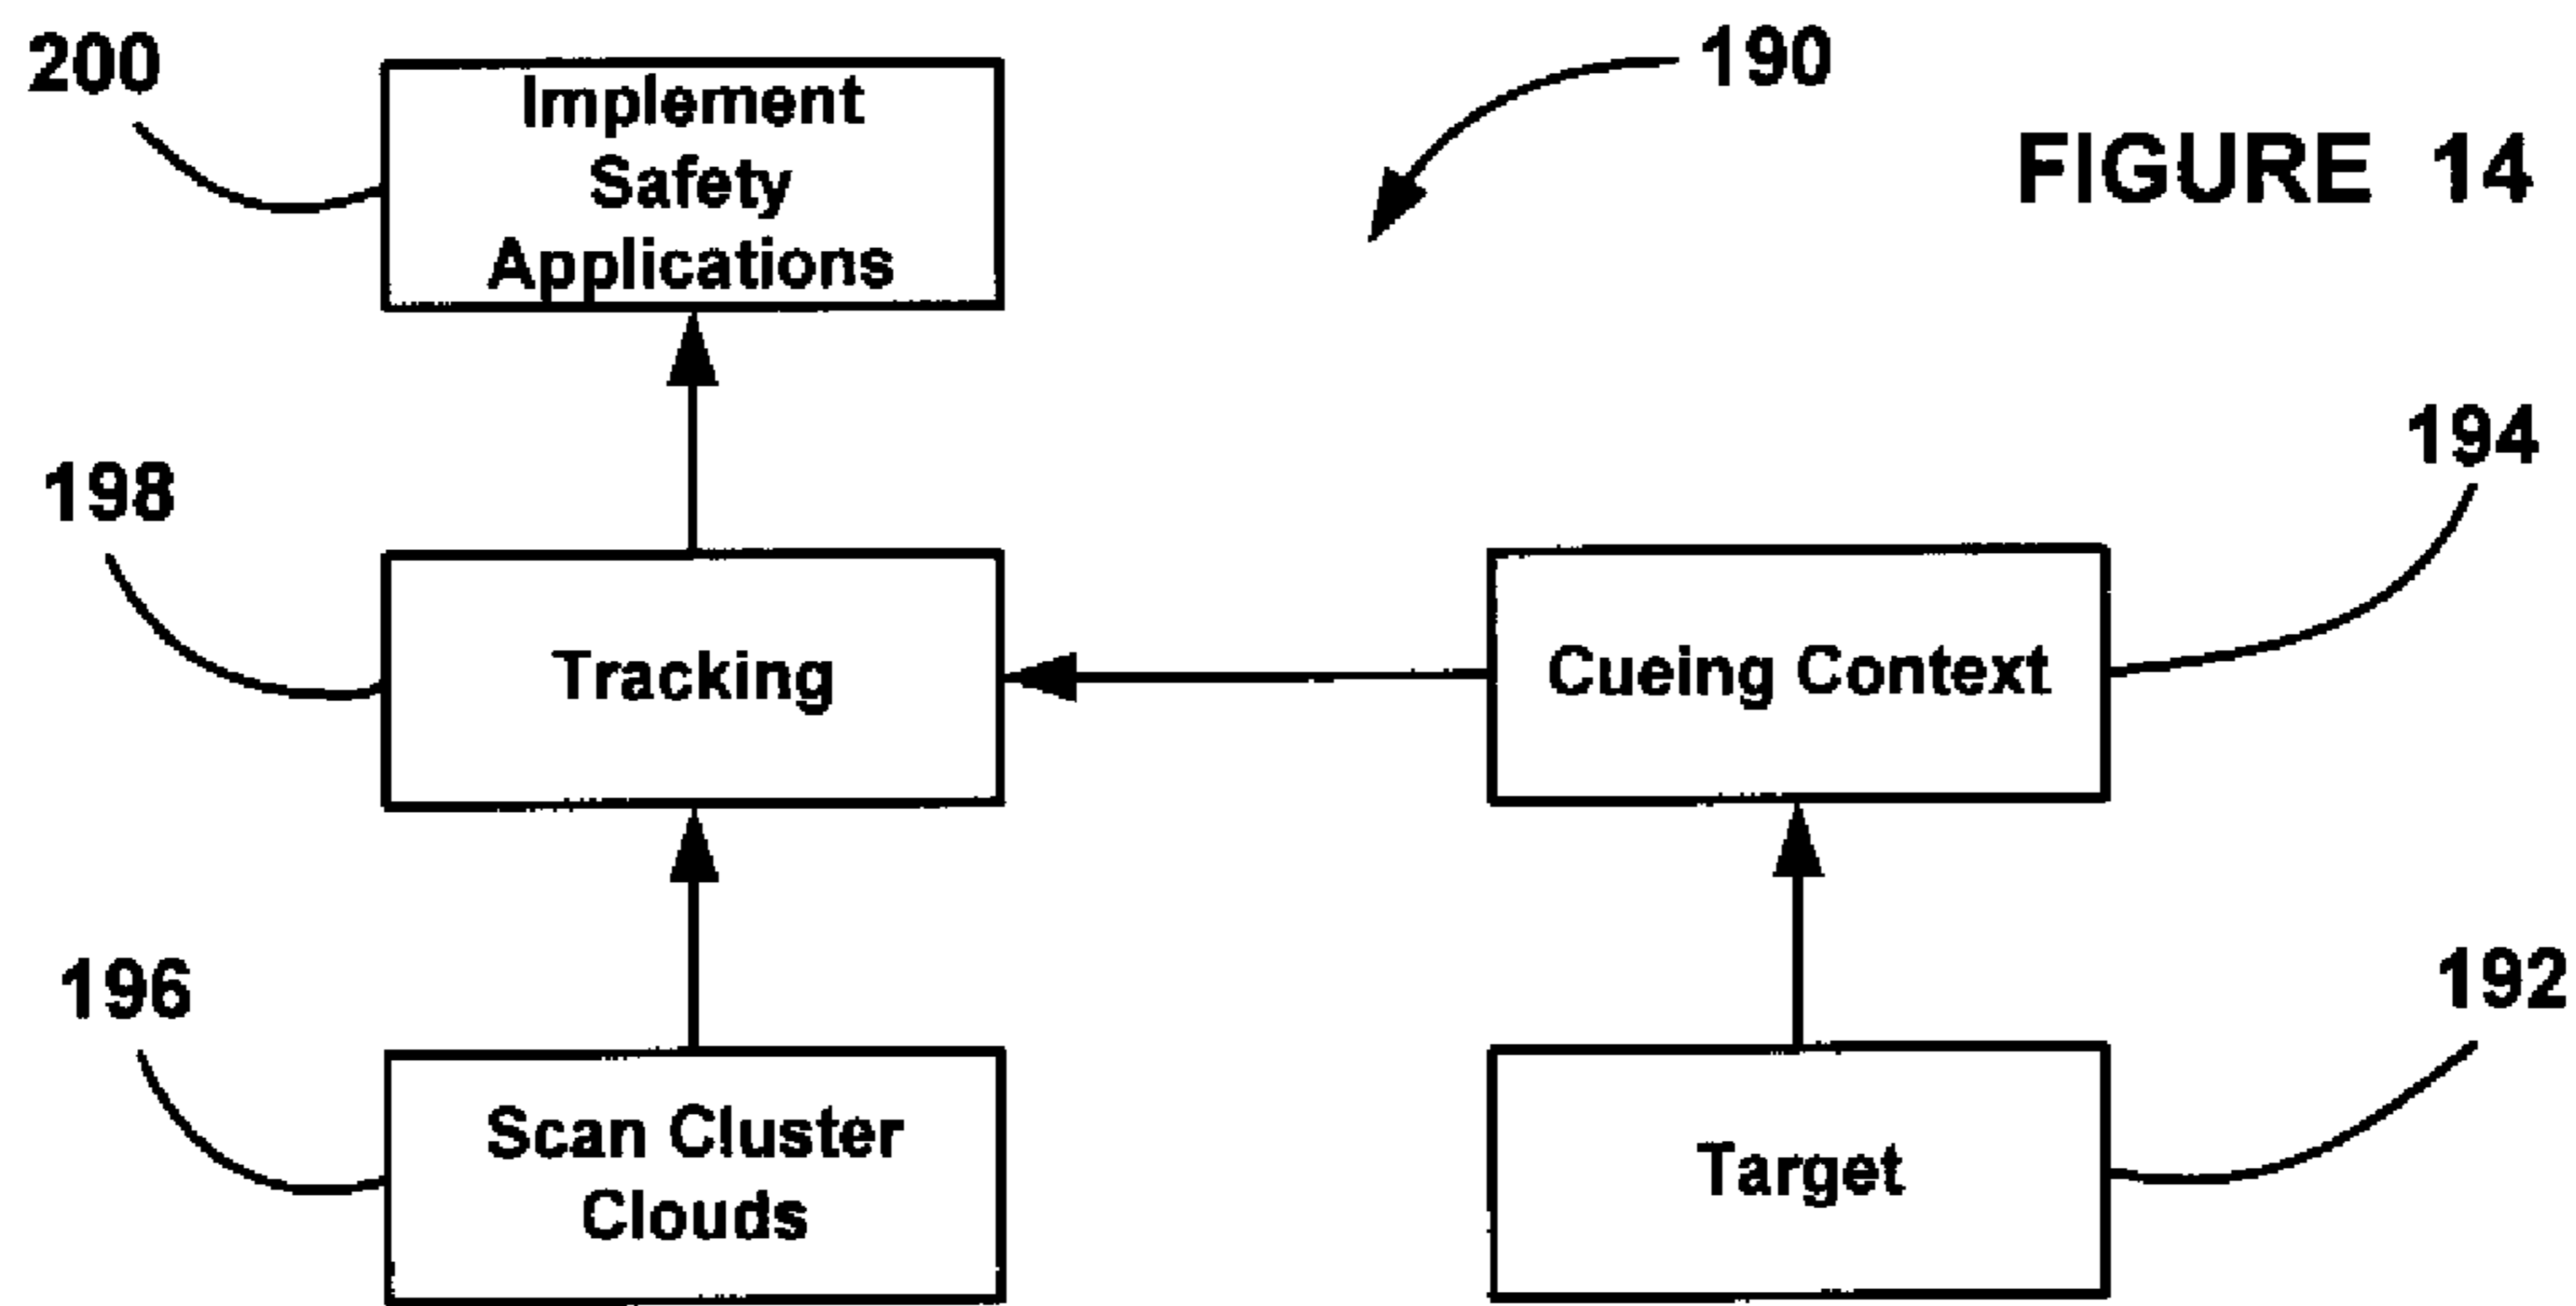 200
Implement
Safety
Applications
190
FIGURE 14
198
Tracking
Cueing Context
194
196
Scan Cluster
Clouds
Target
192